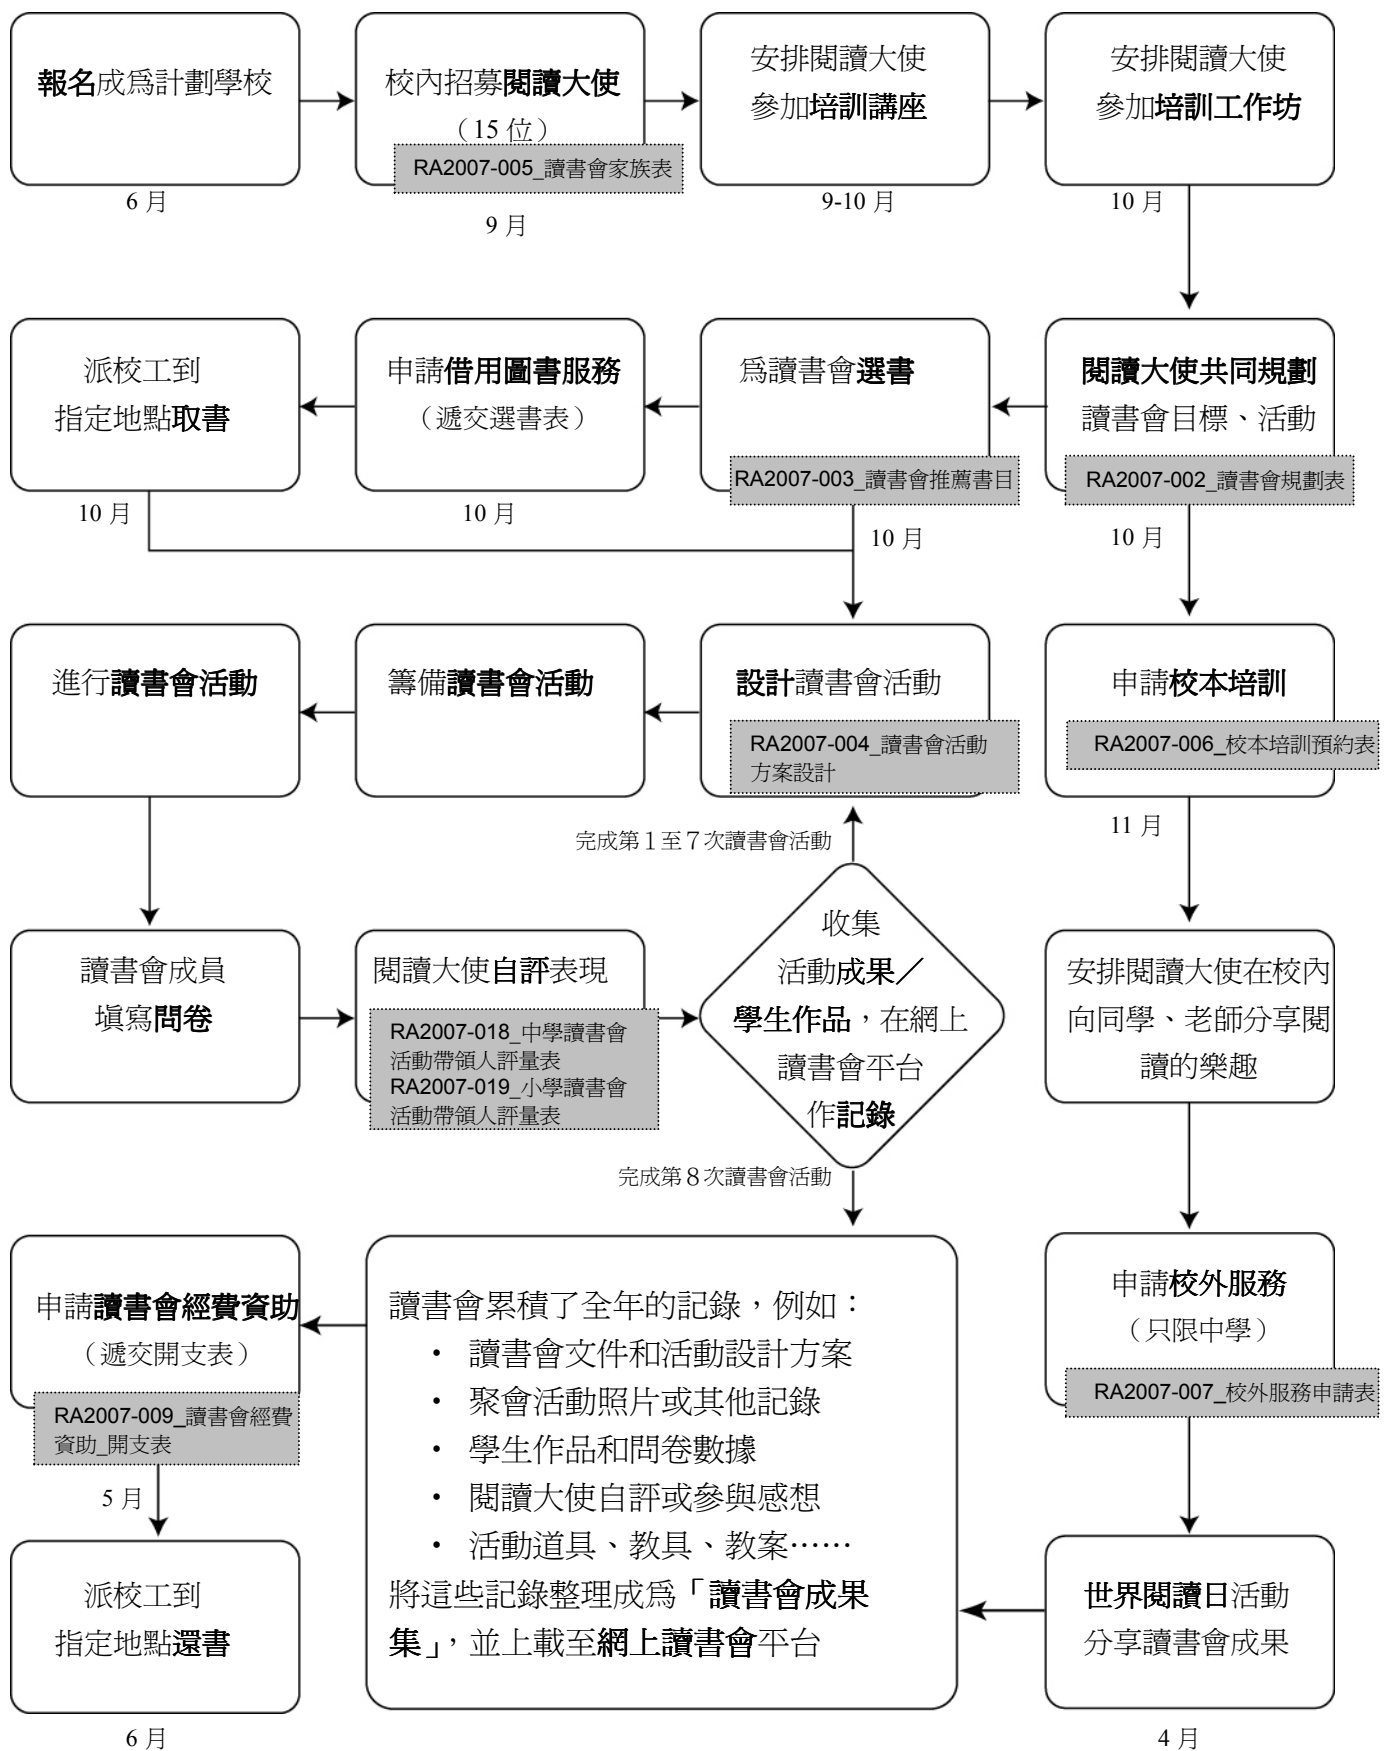 報名成爲計劃學校
6 月
校內招募閱讀大使
（15 位）
RA2007-005_讀書會家族表
9 月
安排閱讀大使
參加培訓講座
9-10 月
安排閱讀大使
參加培訓工作坊
10 月
派校工到
指定地點取書
10 月
申請借用圖書服務
（遞交選書表）
10 月
爲讀書會選書
RA2007-003_讀書會推薦書目
10 月
閱讀大使共同規劃
讀書會目標、活動
RA2007-002_讀書會規劃表
10 月
進行讀書會活動
籌備讀書會活動
設計讀書會活動
RA2007-004_讀書會活動
方案設計
申請校本培訓
RA2007-006_校本培訓預約表
11 月
完成第１至７次讀書會活動
讀書會成員
填寫問卷
閱讀大使自評表現
RA2007-018_中學讀書會
活動帶領人評量表
RA2007-019_小學讀書會
活動帶領人評量表
收集
活動成果／
學生作品，在網上
讀書會平台
作記錄
安排閱讀大使在校內
向同學、老師分享閱
讀的樂趣
完成第８次讀書會活動
申請讀書會經費資助
（遞交開支表）
RA2007-009_讀書會經費
資助_開支表
5 月
讀書會累積了全年的記錄，例如：
‧ 讀書會文件和活動設計方案
‧ 聚會活動照片或其他記錄
‧ 學生作品和問卷數據
‧ 閱讀大使自評或參與感想
‧ 活動道具、教具、教案……
將這些記錄整理成爲「讀書會成果
集」，並上載至網上讀書會平台
申請校外服務
（只限中學）
RA2007-007_校外服務申請表
派校工到
指定地點還書
6 月
世界閱讀日活動
分享讀書會成果
4 月